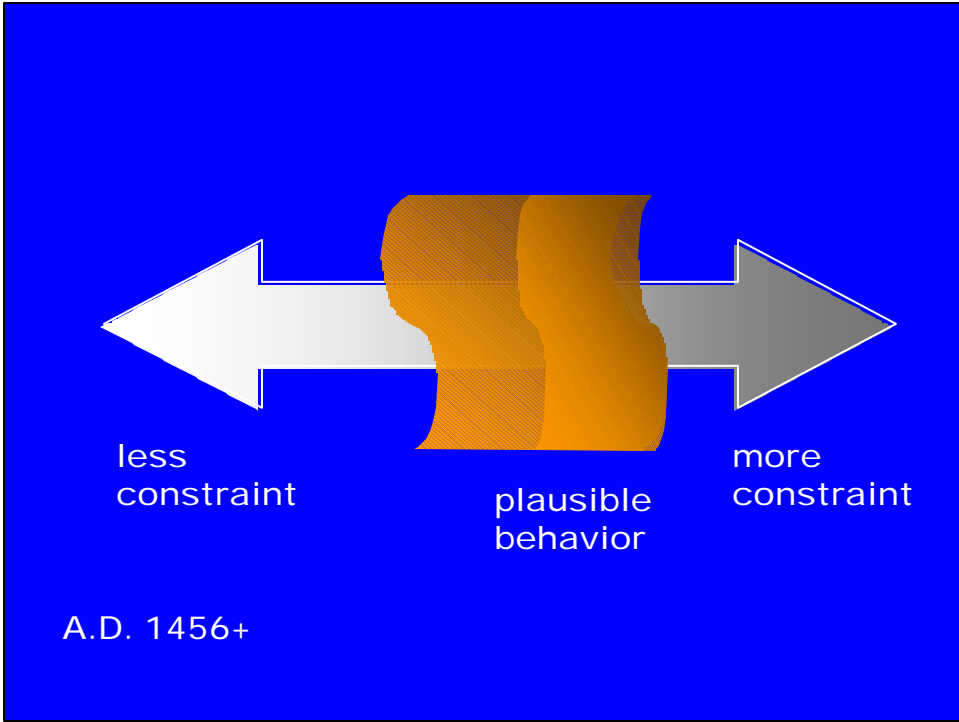 less
constraint
plausible
behavior
more
constraint
A.D. 1456+